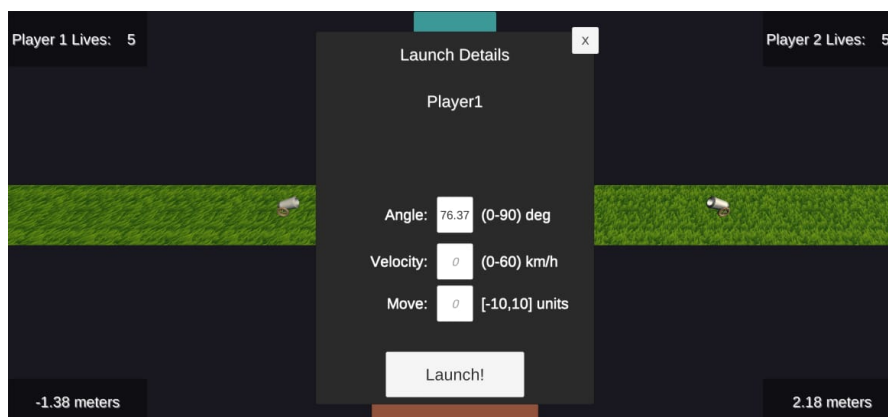 Player 1 Lives: 5
Player 2 Lives: 5
X
Launch Details
Player1
Angle: 76.37 (0-90) deg
Velocity: 0 (0-60) km/h
Move: 0 [-10,10] units
Launch!
-1.38 meters
2.18 meters